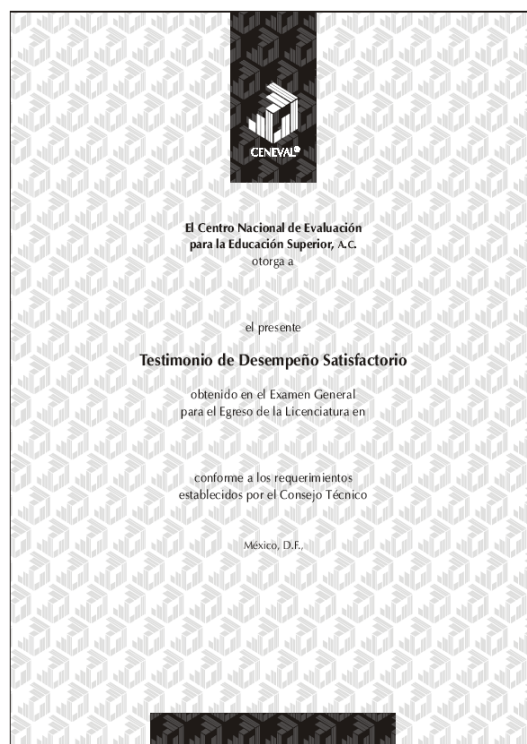 CENEVAL®
El Centro Nacional de Evaluación
para la Educación Superior, A.C.
otorga a
el presente
Testimonio de Desempeño Satisfactorio
obtenido en el Examen General
para el Egreso de la Licenciatura en
conforme a los requerimientos
establecidos por el Consejo Técnico
México, D.F.,